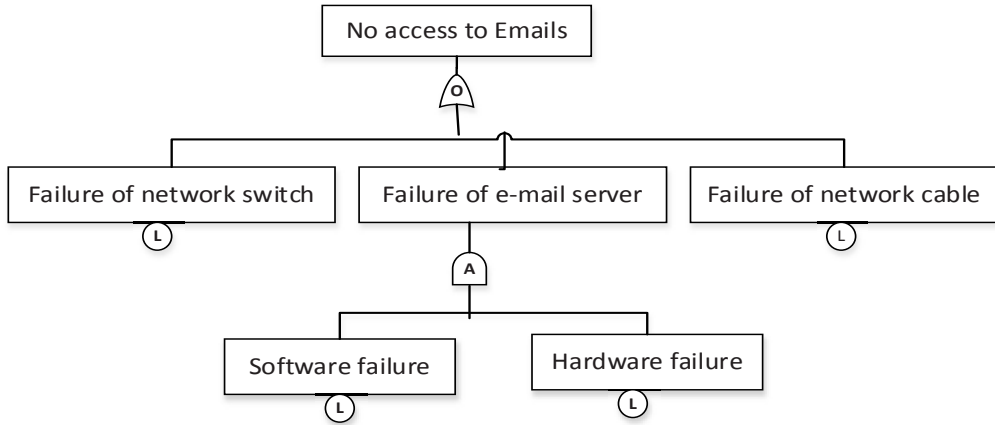 No access to Emails
O
Failure of network switch
Failure of e-mail server
Failure of network cable
L
L
A
Software failure
Hardware failure
L
L